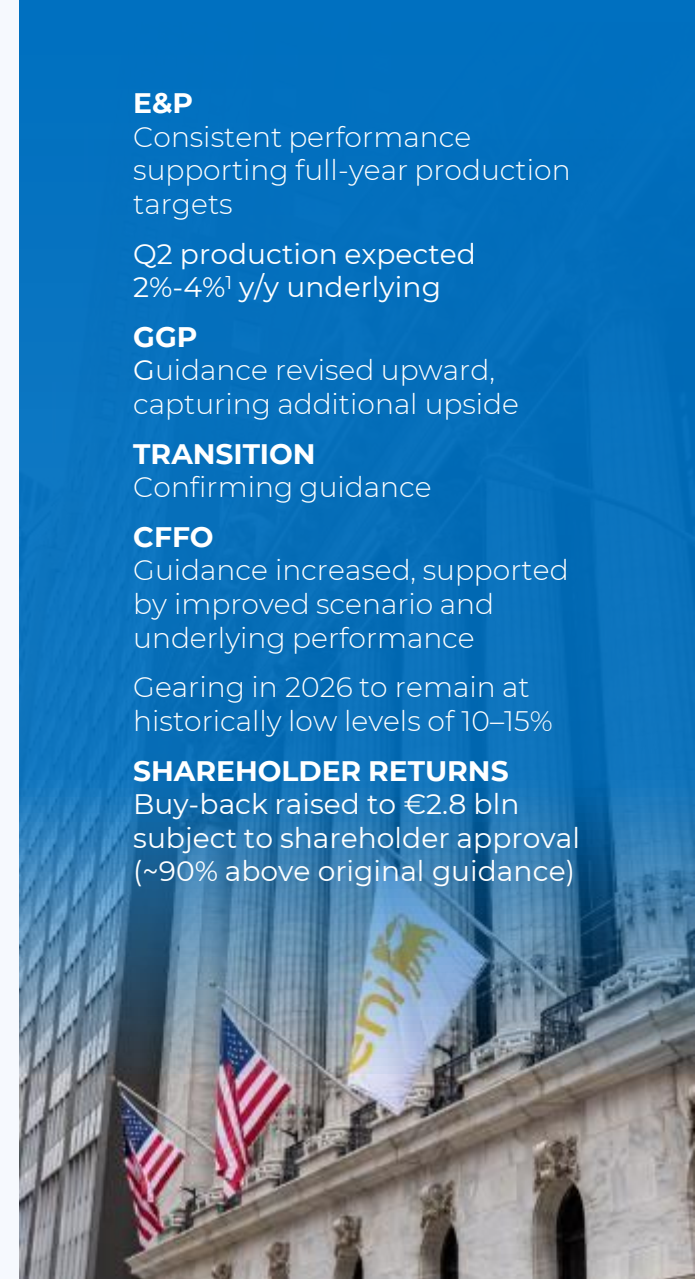 E&P
Consistent performance
supporting full-year production
targets
Q2 production expected
2%-4%¹ y/y underlying
GGP
Guidance revised upward,
capturing additional upside
TRANSITION
Confirming guidance
CFFO
Guidance increased, supported
by improved scenario and
underlying performance
Gearing in 2026 to remain at
historically low levels of 10–15%
SHAREHOLDER RETURNS
Buy-back raised to €2.8 bln
subject to shareholder approval
(~90% above original guidance)
eni